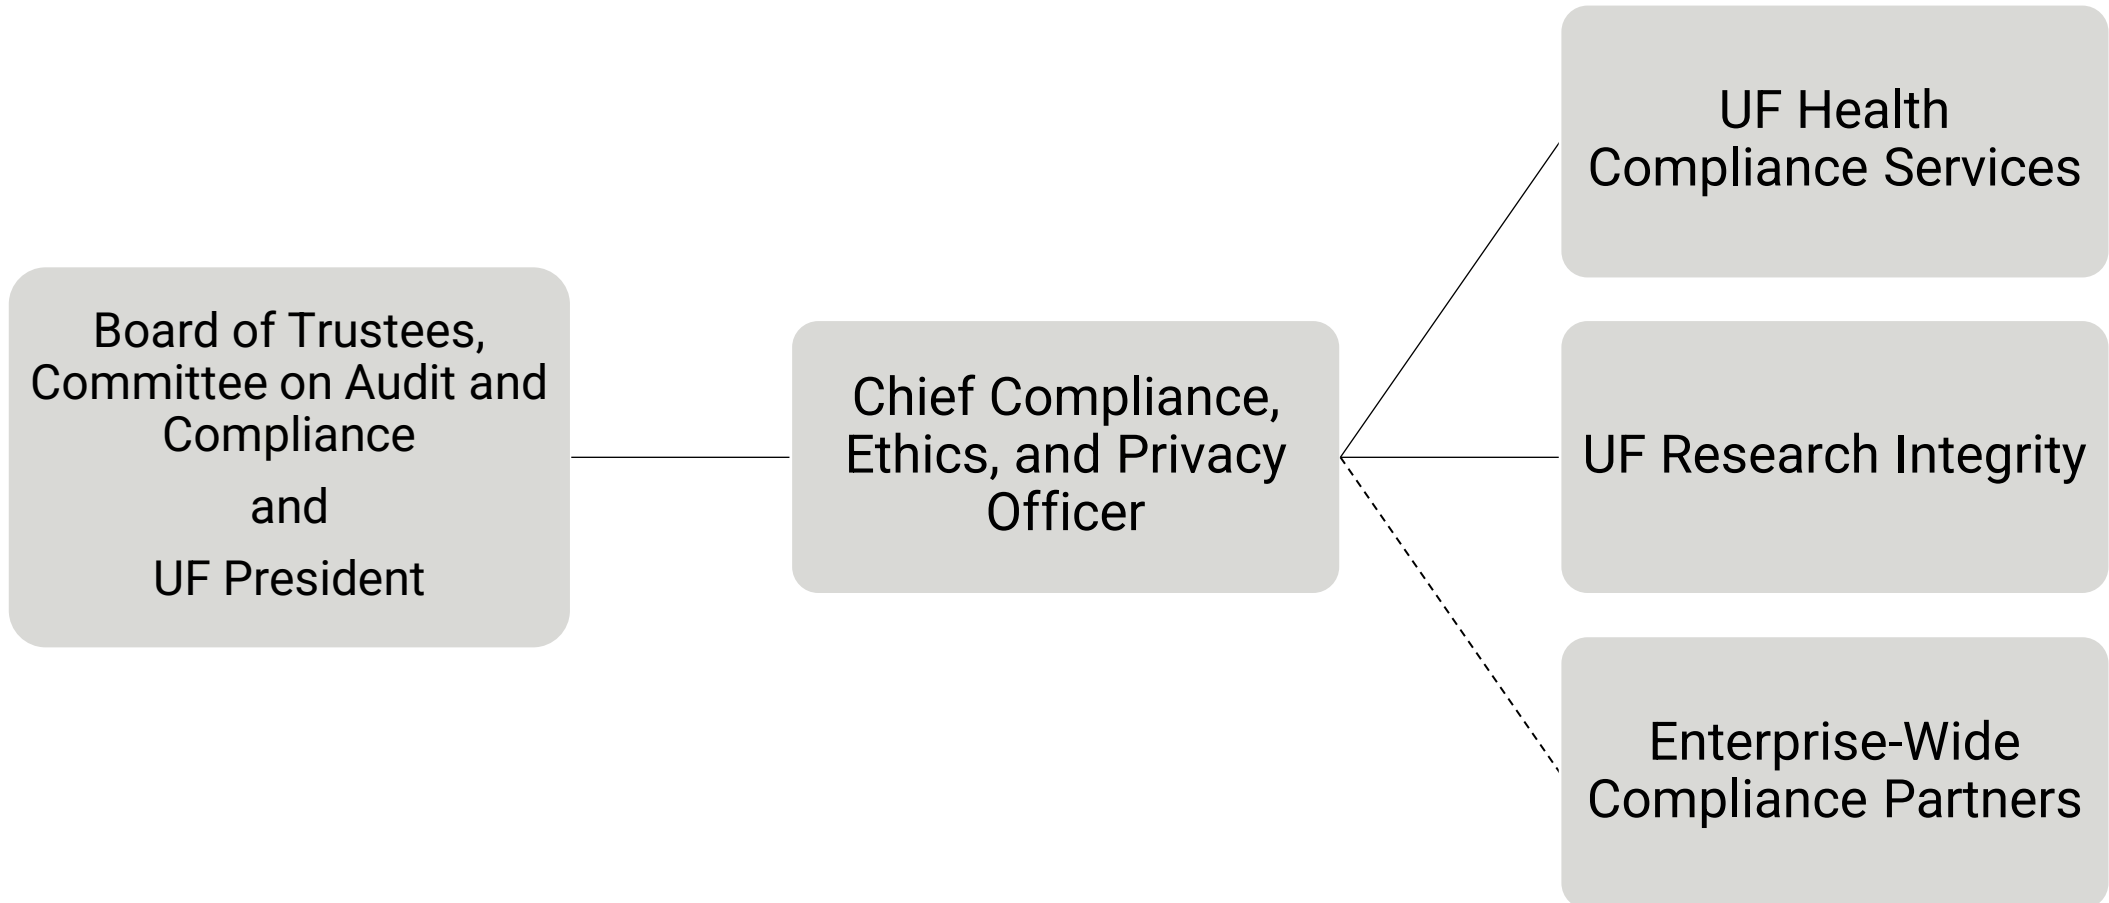 Board of Trustees,
Committee on Audit and
Compliance
and
UF President
Chief Compliance,
Ethics, and Privacy
Officer
UF Health
Compliance Services
UF Research Integrity
Enterprise-Wide
Compliance Partners